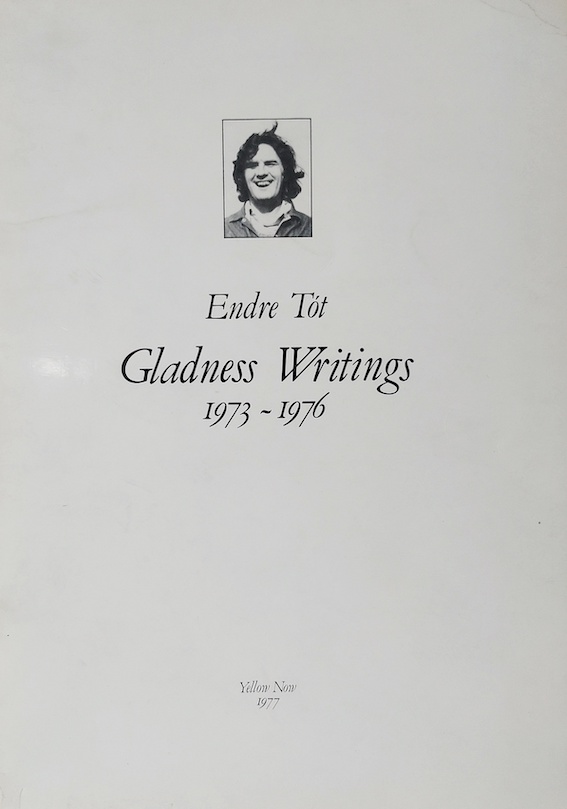 Endre Tót
Gladness Writings
1973 ~ 1976
Yellow Now
1977